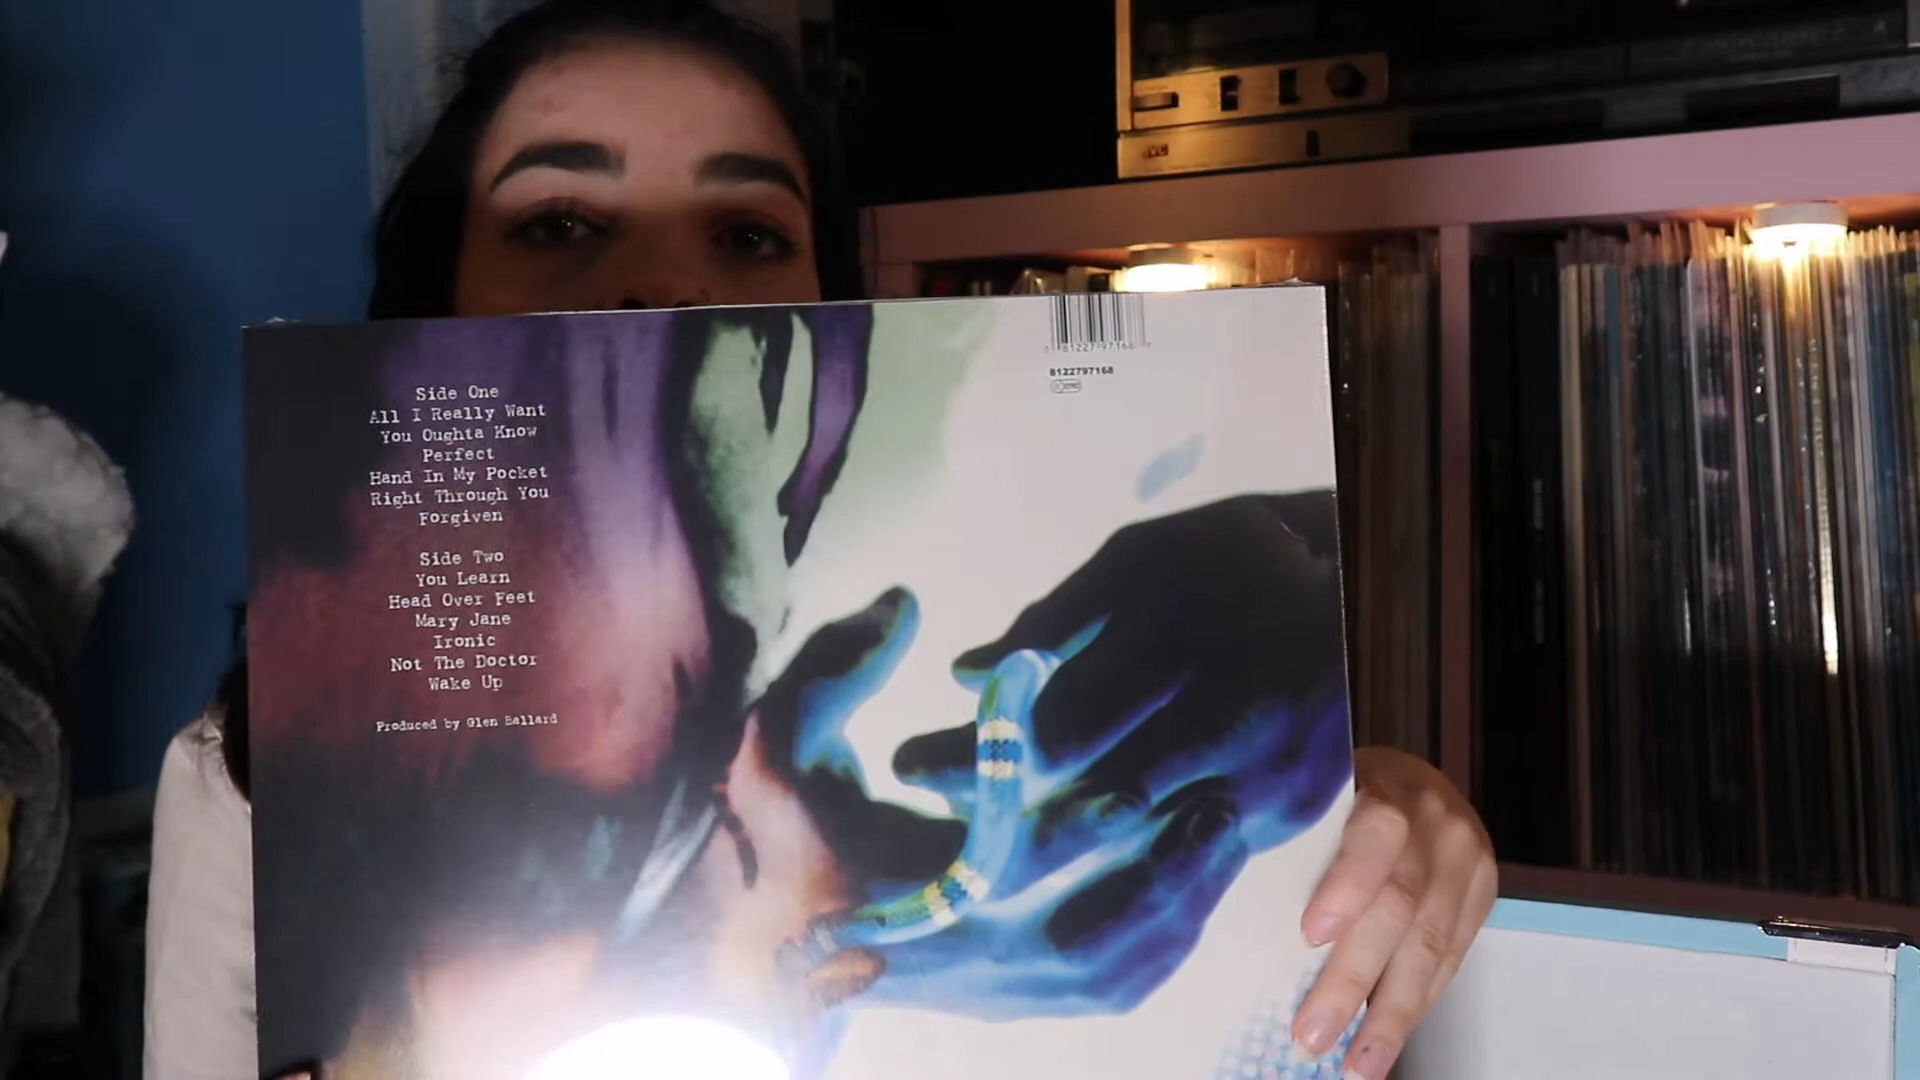 JVC
8122797168
Side One
All I Really Want
You Oughta Know
Perfect
Hand In My Pocket
Right Through You
Forgiven
Side Two
You Learn
Head Over Feet
Mary Jane
Ironic
Not The Doctor
Wake Up
Produced by Glen Ballard